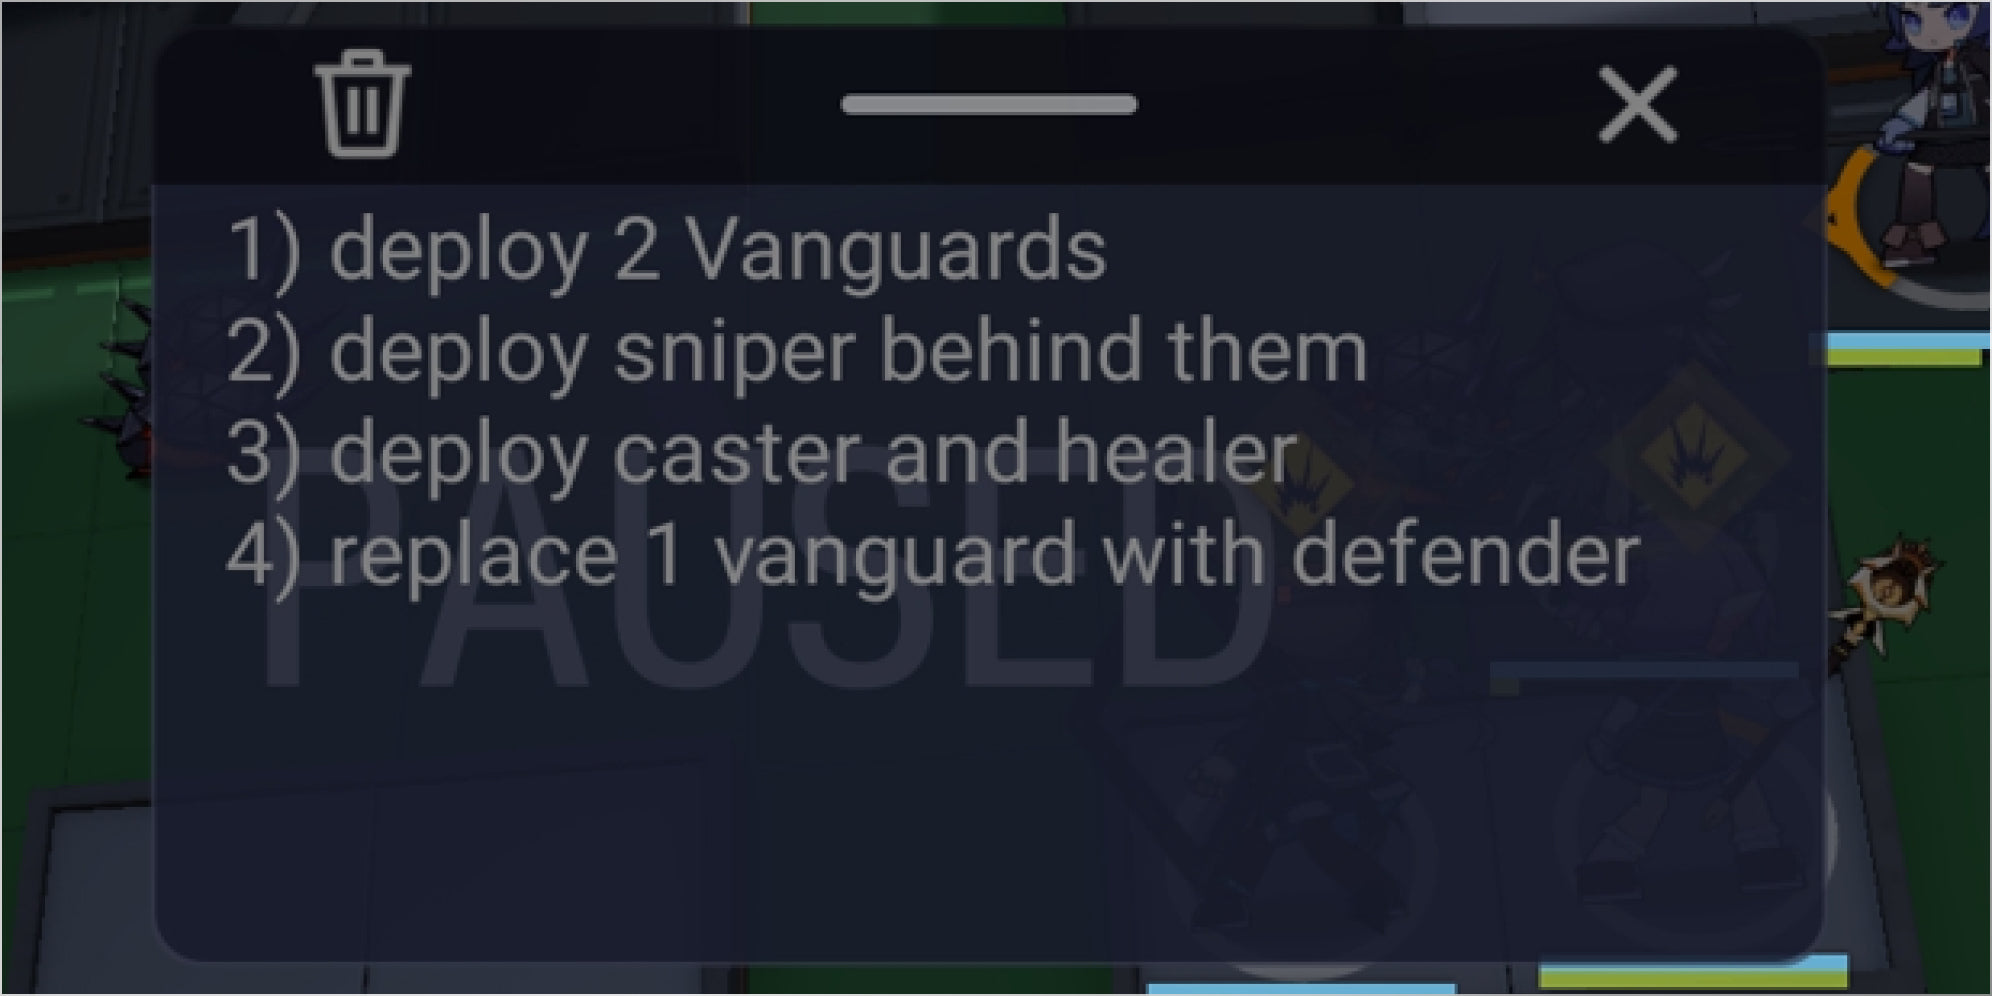 1) deploy 2 Vanguards
2) deploy sniper behind them
3) deploy caster and healer
4) replace 1 vanguard with defender
PAUSED